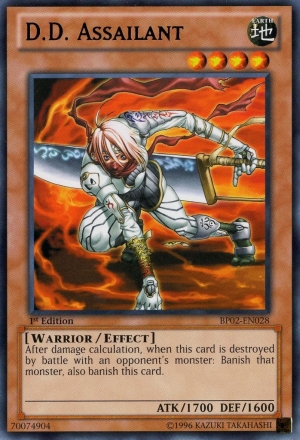 D.D. Assailant
EARTH
地
1st Edition
BP02-EN028
[Warrior / Effect]
After damage calculation, when this card is destroyed
by battle with an opponent's monster: Banish that
monster, also banish this card.
ATK/1700 DEF/1600
70074904
©1996 KAZUKI TAKAHASHI